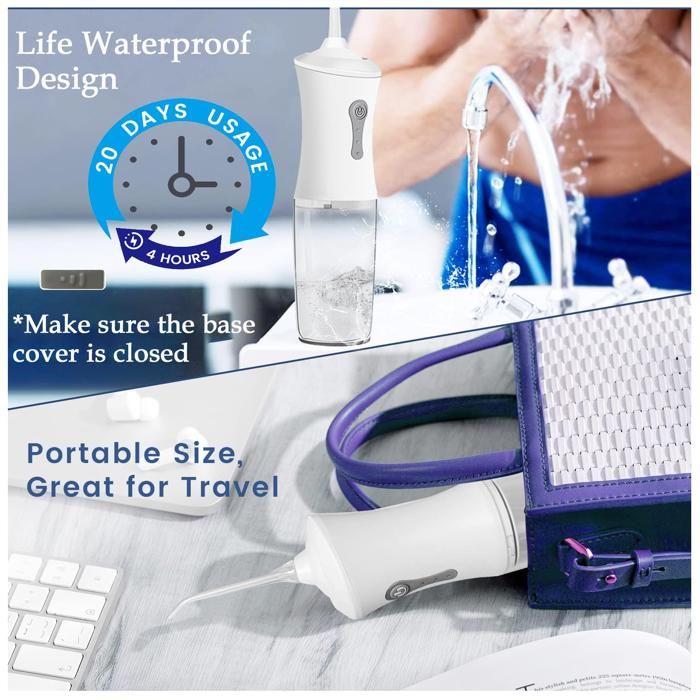 Life Waterproof
Design
20 DAYS USAGE
4 HOURS
*Make sure the base
cover is closed
Portable Size,
Great for Travel